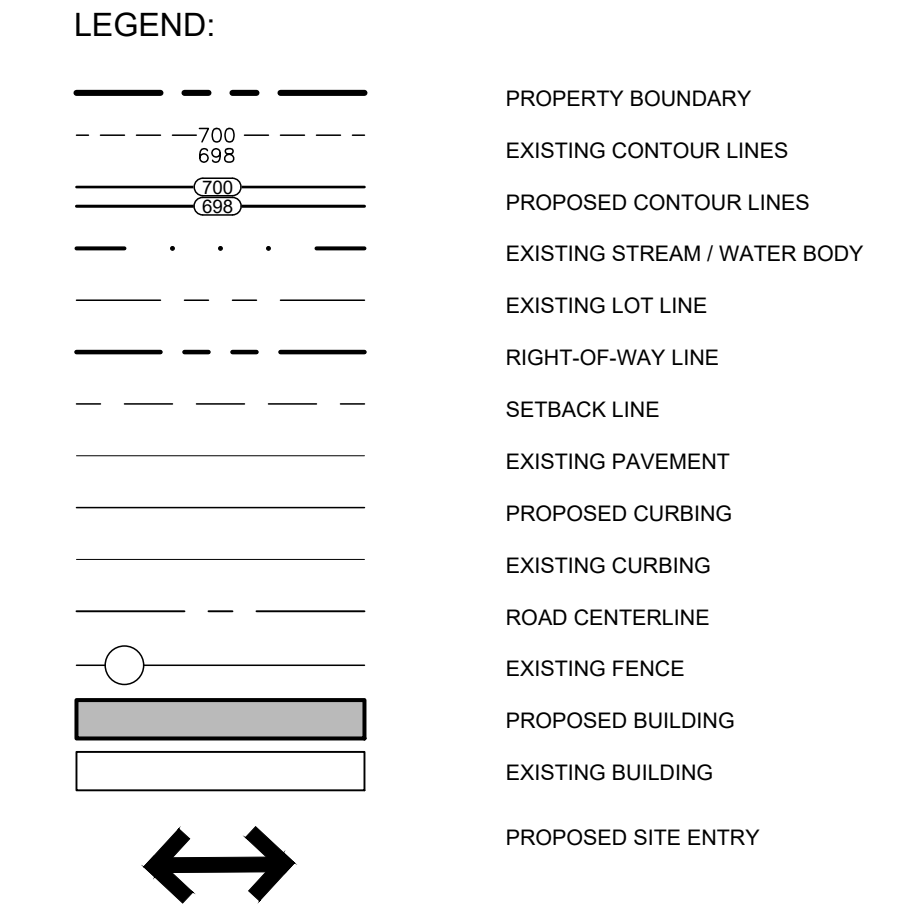 LEGEND:
PROPERTY BOUNDARY
700
698
EXISTING CONTOUR LINES
700
698
PROPOSED CONTOUR LINES
EXISTING STREAM / WATER BODY
EXISTING LOT LINE
RIGHT-OF-WAY LINE
SETBACK LINE
EXISTING PAVEMENT
PROPOSED CURBING
EXISTING CURBING
ROAD CENTERLINE
EXISTING FENCE
PROPOSED BUILDING
EXISTING BUILDING
PROPOSED SITE ENTRY